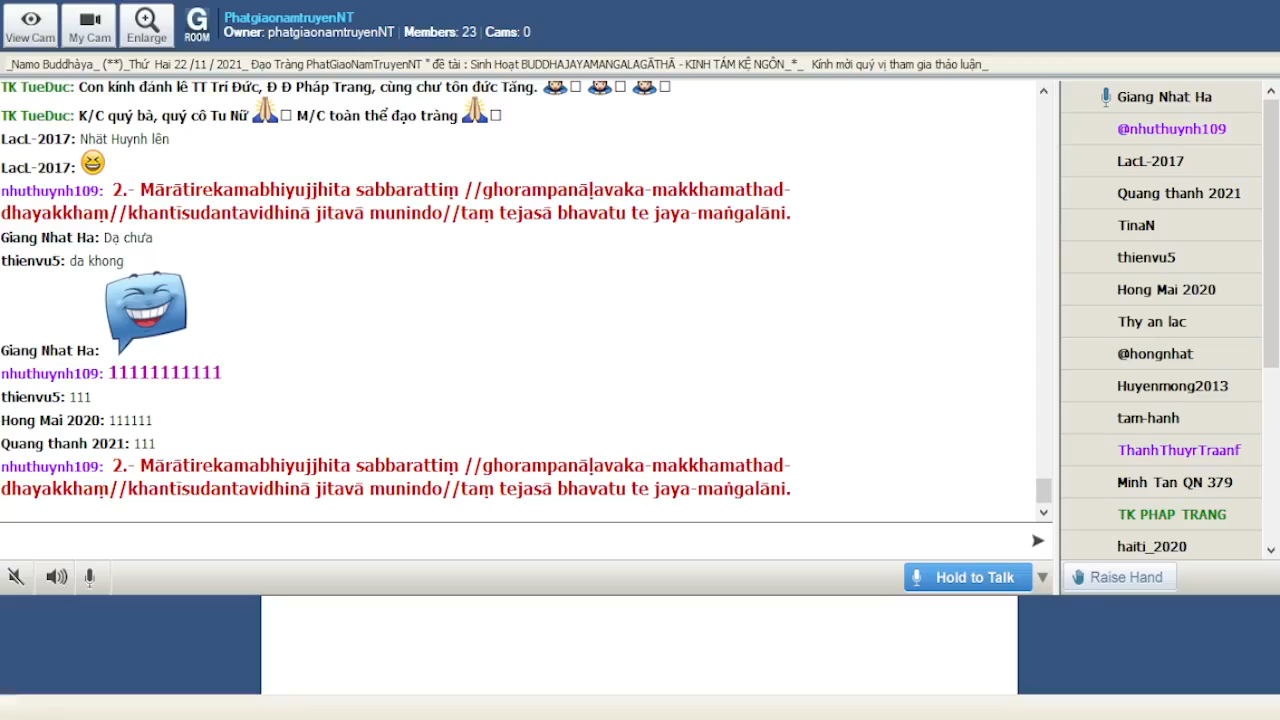 View Cam
My Cam
Enlarge
G
ROOM
PhatgiaonamtruyenNT
Owner: phatgiaonamtruyenNT | Members: 23 | Cams: 0
_Namo Buddhàya_ (**)_Thứ Hai 22 /11 / 2021_ Đạo Tràng PhatGiaoNamTruyenNT " đề tài : Sinh Hoạt BUDDHAJAYAMANGALAGĀTHĀ - KINH TÁM KỆ NGÔN_*_ Kính mời quý vị tham gia thảo luận_
TK TueDuc: Con kính đánh lê TT Trí Đức, Đ Đ Pháp Trang, cùng chư tôn đức Tăng.
TK TueDuc: K/C quý bà, quý cô Tu Nữ M/C toàn thể đạo tràng
LacL-2017: Nhät Huynh lên
LacL-2017:
nhuthuynh109: 2.- Mārātirekamabhiyujjhita sabbarattiṃ //ghorampanāḷavaka-makkhamathad-
dhayakkhaṃ//khantīsudantavidhinā jitavā munindo//taṃ tejasā bhavatu te jaya-maṅgalāni.
Giang Nhat Ha: Dạ chưa
thienvu5: da khong
Giang Nhat Ha:
nhuthuynh109: 11111111111
thienvu5: 111
Hong Mai 2020: 111111
Quang thanh 2021: 111
nhuthuynh109: 2.- Mārātirekamabhiyujjhita sabbarattiṃ //ghorampanāḷavaka-makkhamathad-
dhayakkhaṃ//khantīsudantavidhinā jitavā munindo//taṃ tejasā bhavatu te jaya-maṅgalāni.
Hold to Talk
Giang Nhat Ha
@nhuthuynh109
LacL-2017
Quang thanh 2021
TinaN
thienvu5
Hong Mai 2020
Thy an lac
@hongnhat
Huyenmong2013
tam-hanh
ThanhThuyrTraanf
Minh Tan QN 379
TK PHAP TRANG
haiti_2020
Raise Hand